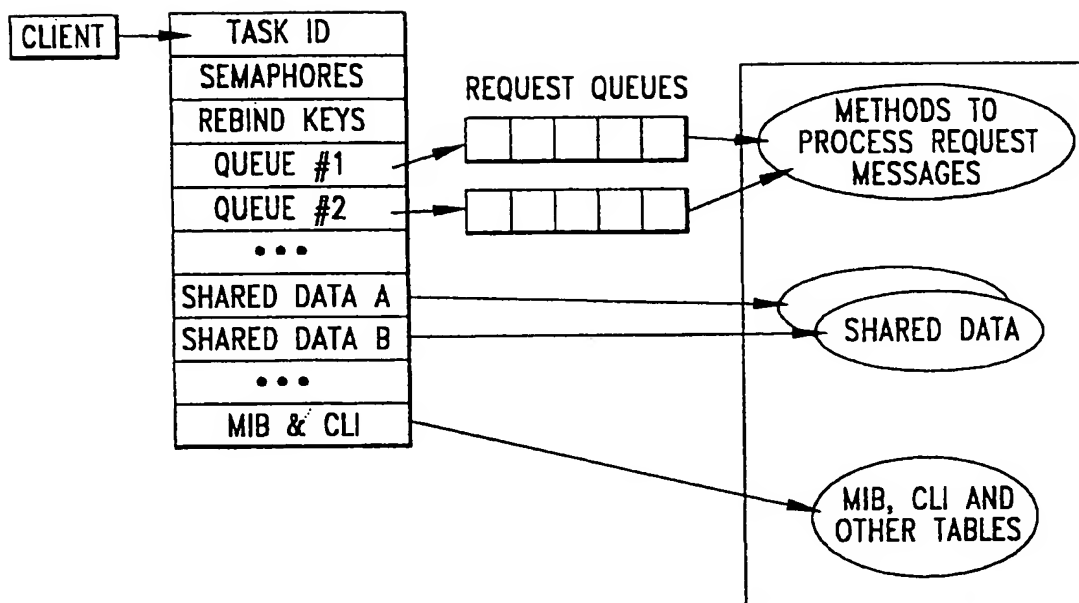 CLIENT
TASK ID
SEMAPHORES
REBIND KEYS
QUEUE #1
QUEUE #2
•••
SHARED DATA A
SHARED DATA B
•••
MIB & CLI
REQUEST QUEUES
METHODS TO
PROCESS REQUEST
MESSAGES
SHARED DATA
MIB, CLI AND
OTHER TABLES